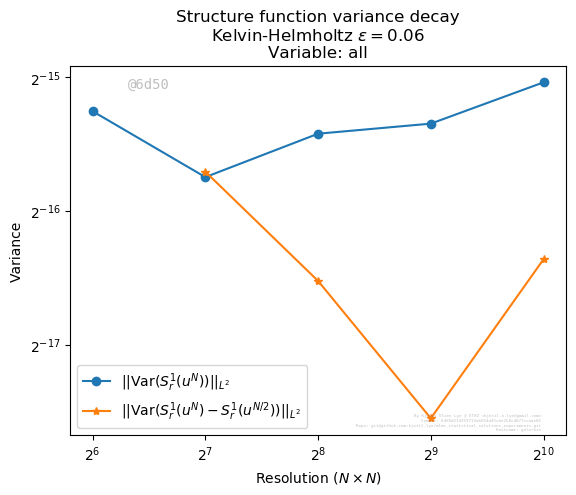 Structure function variance decay
Kelvin-Helmholtz ε = 0.06
Variable: all
@6d50
2^{-15}
2^{-16}
2^{-17}
Variance
||Var(S_r^1(u^N))||_{L^2}
||Var(S_r^1(u^N) − S_r^1(u^{N/2}))||_{L^2}
2^6
2^7
2^8
2^9
2^{10}
Resolution (N × N)